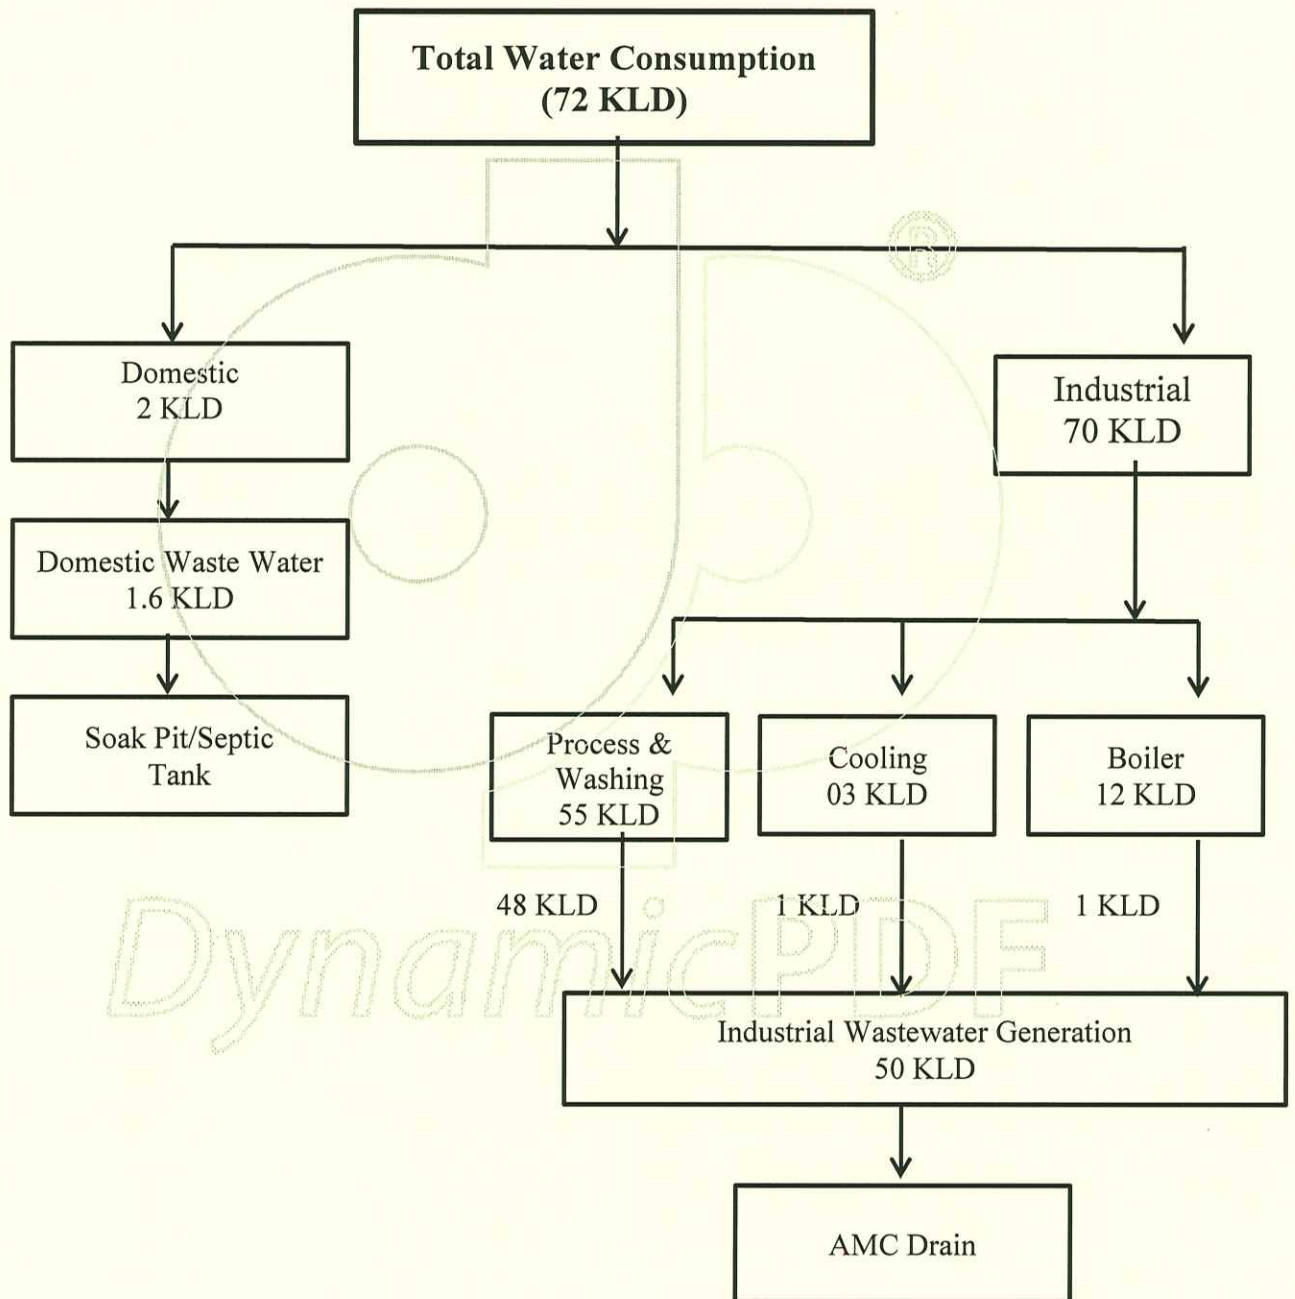 Total Water Consumption
(72 KLD)
®
Domestic
2 KLD
Industrial
70 KLD
Domestic Waste Water
1.6 KLD
Soak Pit/Septic
Tank
Process &
Washing
55 KLD
Cooling
03 KLD
Boiler
12 KLD
48 KLD
1 KLD
1 KLD
DynamicPDF
Industrial Wastewater Generation
50 KLD
AMC Drain